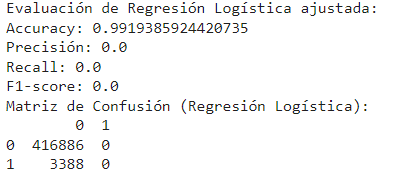 Evaluación de Regresión Logística ajustada:
Accuracy: 0.9919385924420735
Precisión: 0.0
Recall: 0.0
F1-score: 0.0
Matriz de Confusión (Regresión Logística):
0 1
0 416886 0
1 3388 0